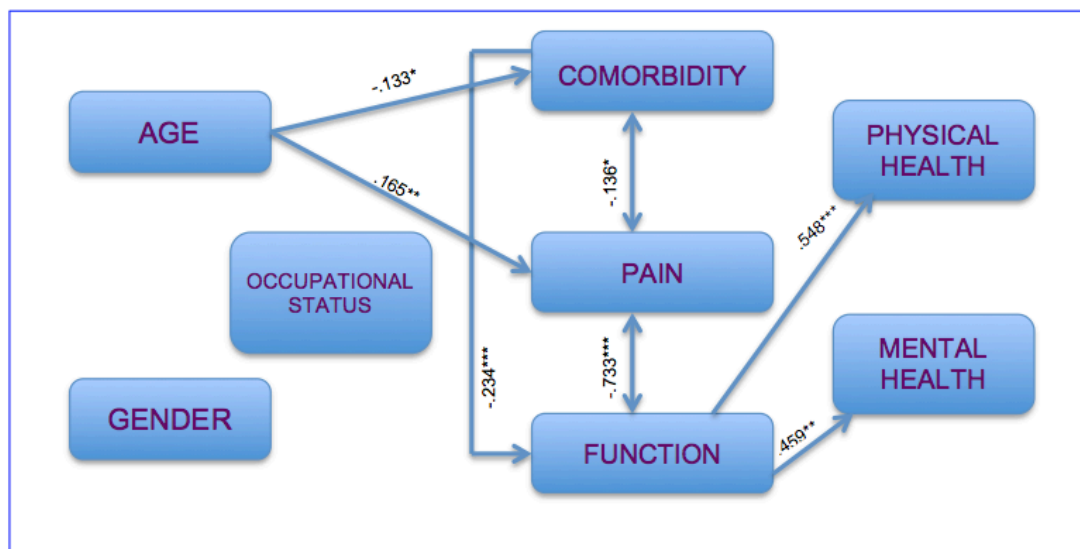 COMORBIDITY
-.133*
AGE
PHYSICAL
HEALTH
-.136*
.165**
.548***
OCCUPATIONAL
STATUS
PAIN
MENTAL
HEALTH
-.234***
-.733***
GENDER
FUNCTION
.459**